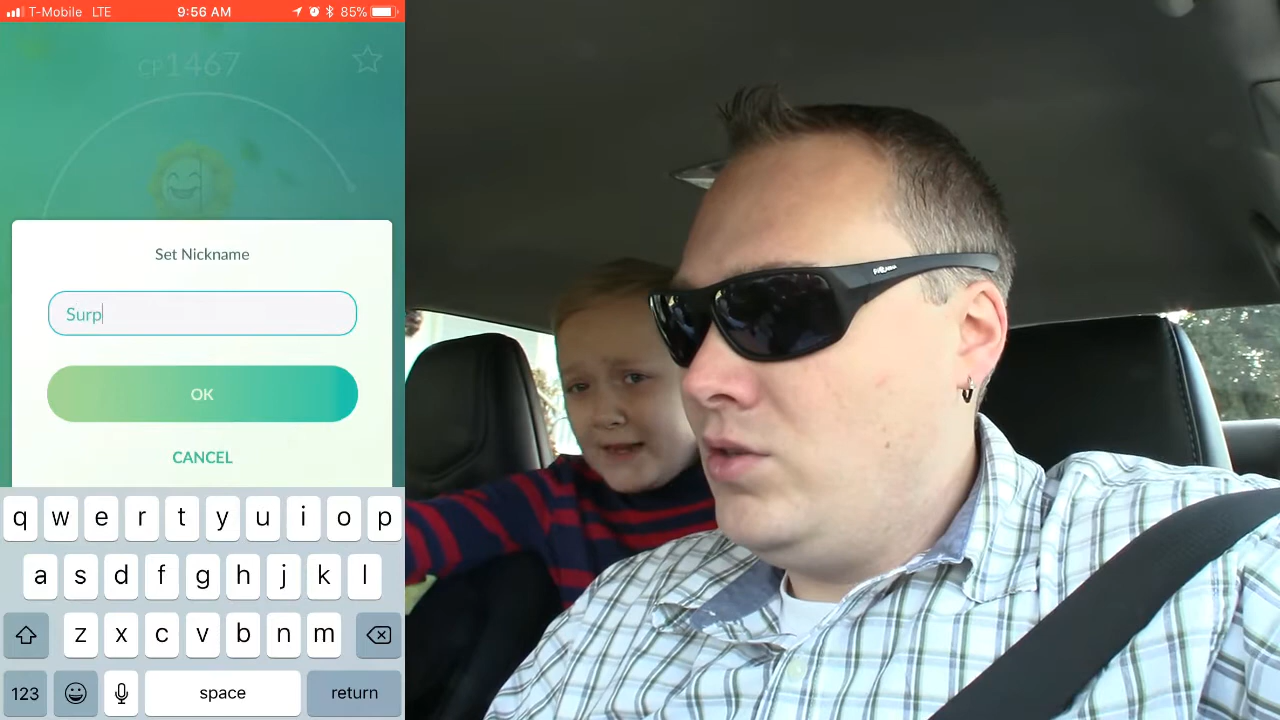 T-Mobile LTE 9:56 AM 85%
CP1467
Set Nickname
Surp
OK
CANCEL
q w e r t y u i o p
a s d f g h j k l
z x c v b n m
123 space return